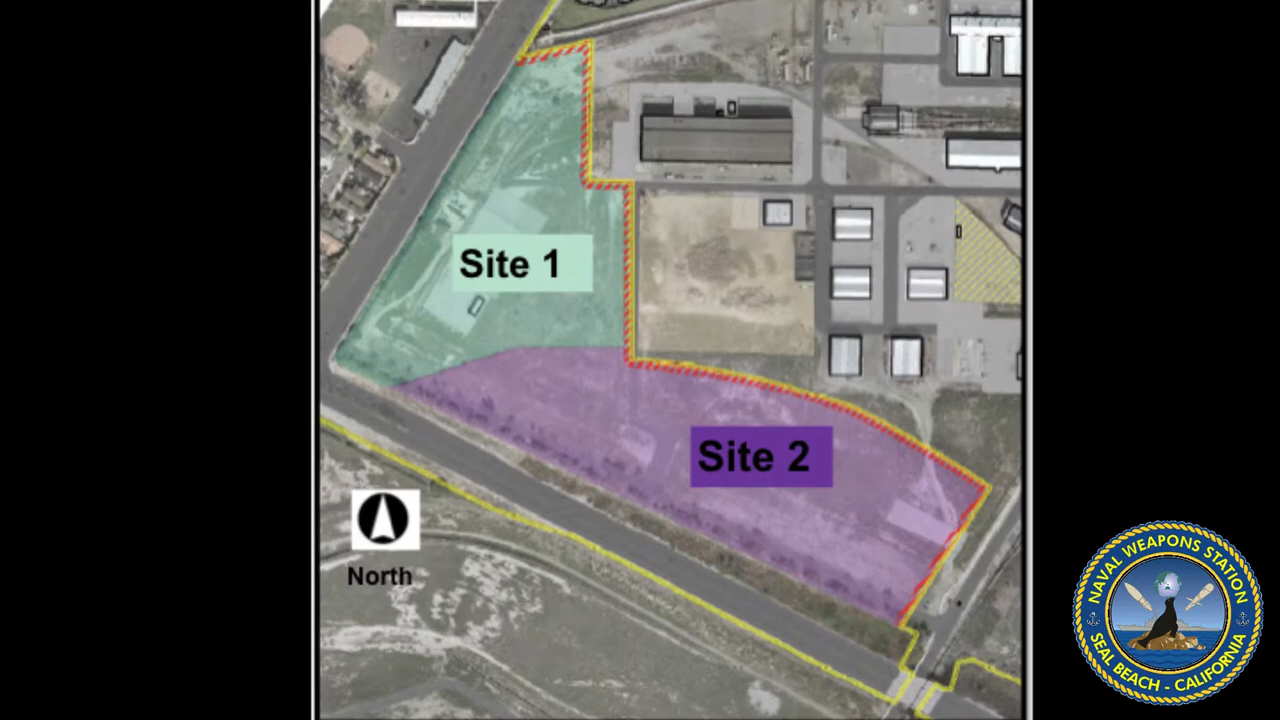 Site 1
Site 2
North
NAVAL WEAPONS STATION
SEAL BEACH - CALIFORNIA